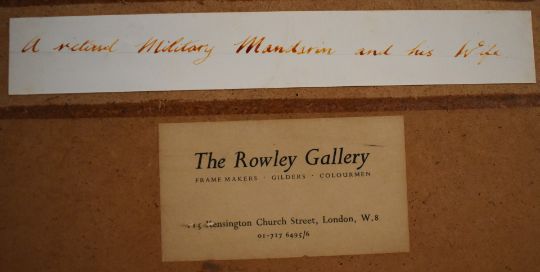 A retired Military Mandarin and his Wife
The Rowley Gallery
FRAME MAKERS · GILDERS · COLOURMEN
Kensington Church Street, London, W.8
01-727 6495/6